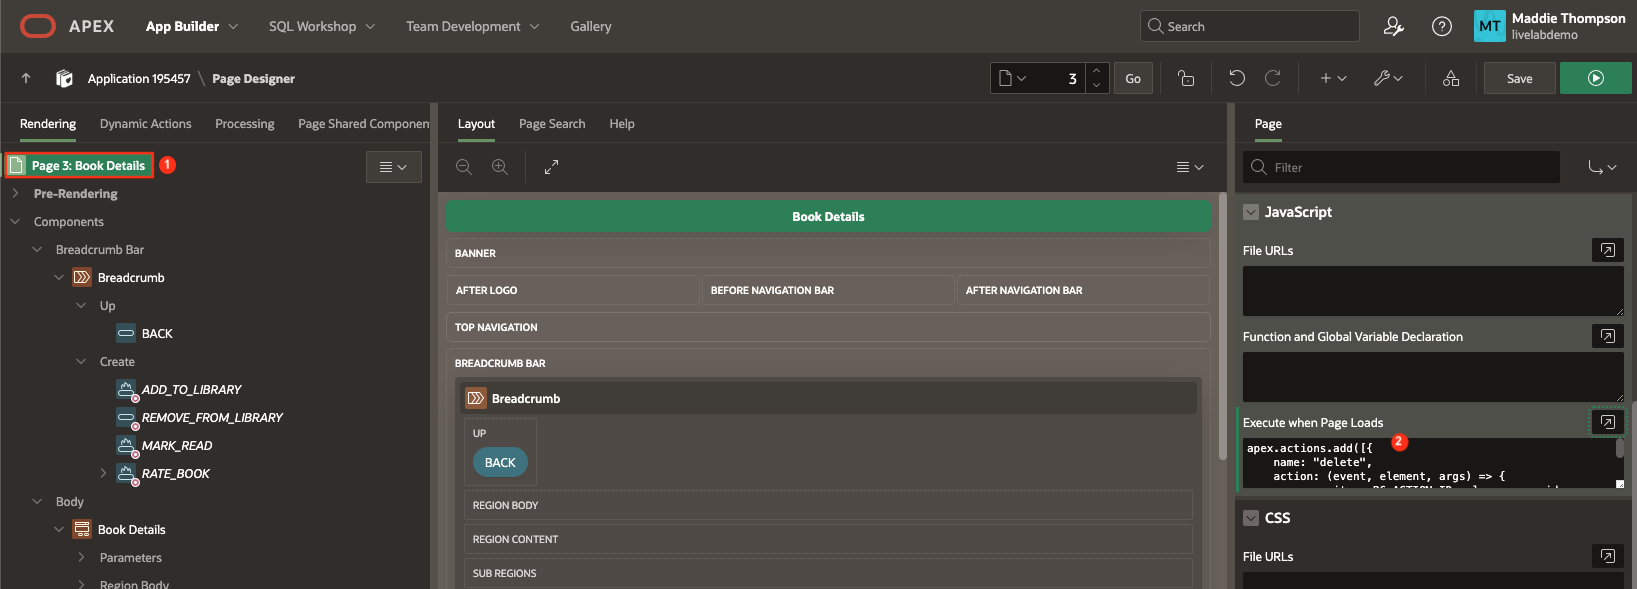 APEX App Builder SQL Workshop Team Development Gallery Search MT Maddie Thompson
livelabdemo
Application 195457 \ Page Designer 3 Go Save
Rendering Dynamic Actions Processing Page Shared Componen
Layout Page Search Help
Page
Page 3: Book Details 1
Pre-Rendering
Components
Breadcrumb Bar
Breadcrumb
Up
BACK
Create
ADD_TO_LIBRARY
REMOVE_FROM_LIBRARY
MARK_READ
RATE_BOOK
Body
Book Details
Parameters
Region Body
Book Details
BANNER
AFTER LOGO BEFORE NAVIGATION BAR AFTER NAVIGATION BAR
TOP NAVIGATION
BREADCRUMB BAR
Breadcrumb
UP
BACK
REGION BODY
REGION CONTENT
SUB REGIONS
Filter
JavaScript
File URLs
Function and Global Variable Declaration
Execute when Page Loads
2
apex.actions.add([{
name: "delete",
action: (event, element, args) => {
CSS
File URLs